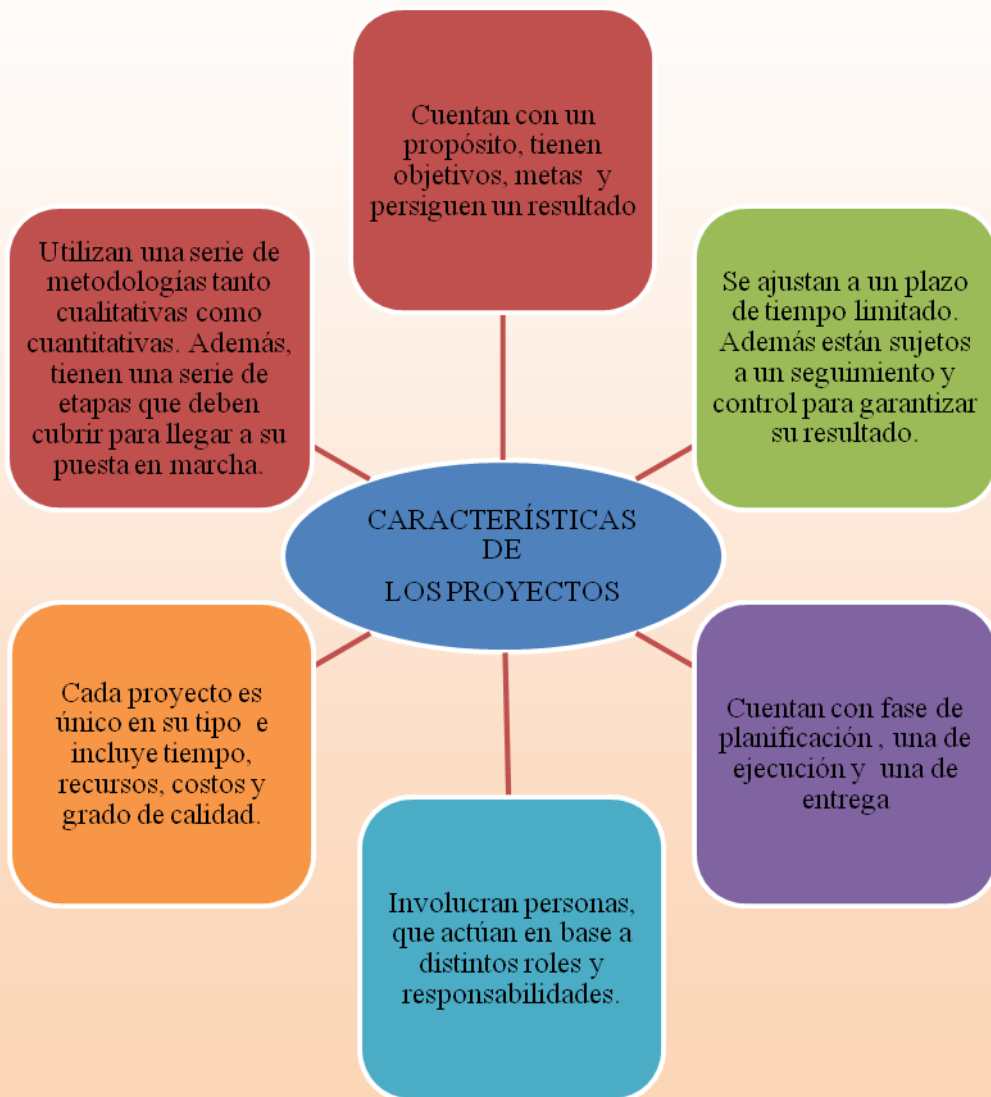 Cuentan con un
propósito, tienen
objetivos, metas y
persiguen un resultado
Utilizan una serie de
metodologías tanto
cualitativas como
cuantitativas. Además,
tienen una serie de
etapas que deben
cubrir para llegar a su
puesta en marcha.
Se ajustan a un plazo
de tiempo limitado.
Además están sujetos
a un seguimiento y
control para garantizar
su resultado.
CARACTERÍSTICAS
DE
LOS PROYECTOS
Cada proyecto es
único en su tipo e
incluye tiempo,
recursos, costos y
grado de calidad.
Cuentan con fase de
planificación , una de
ejecución y una de
entrega
Involucran personas,
que actúan en base a
distintos roles y
responsabilidades.